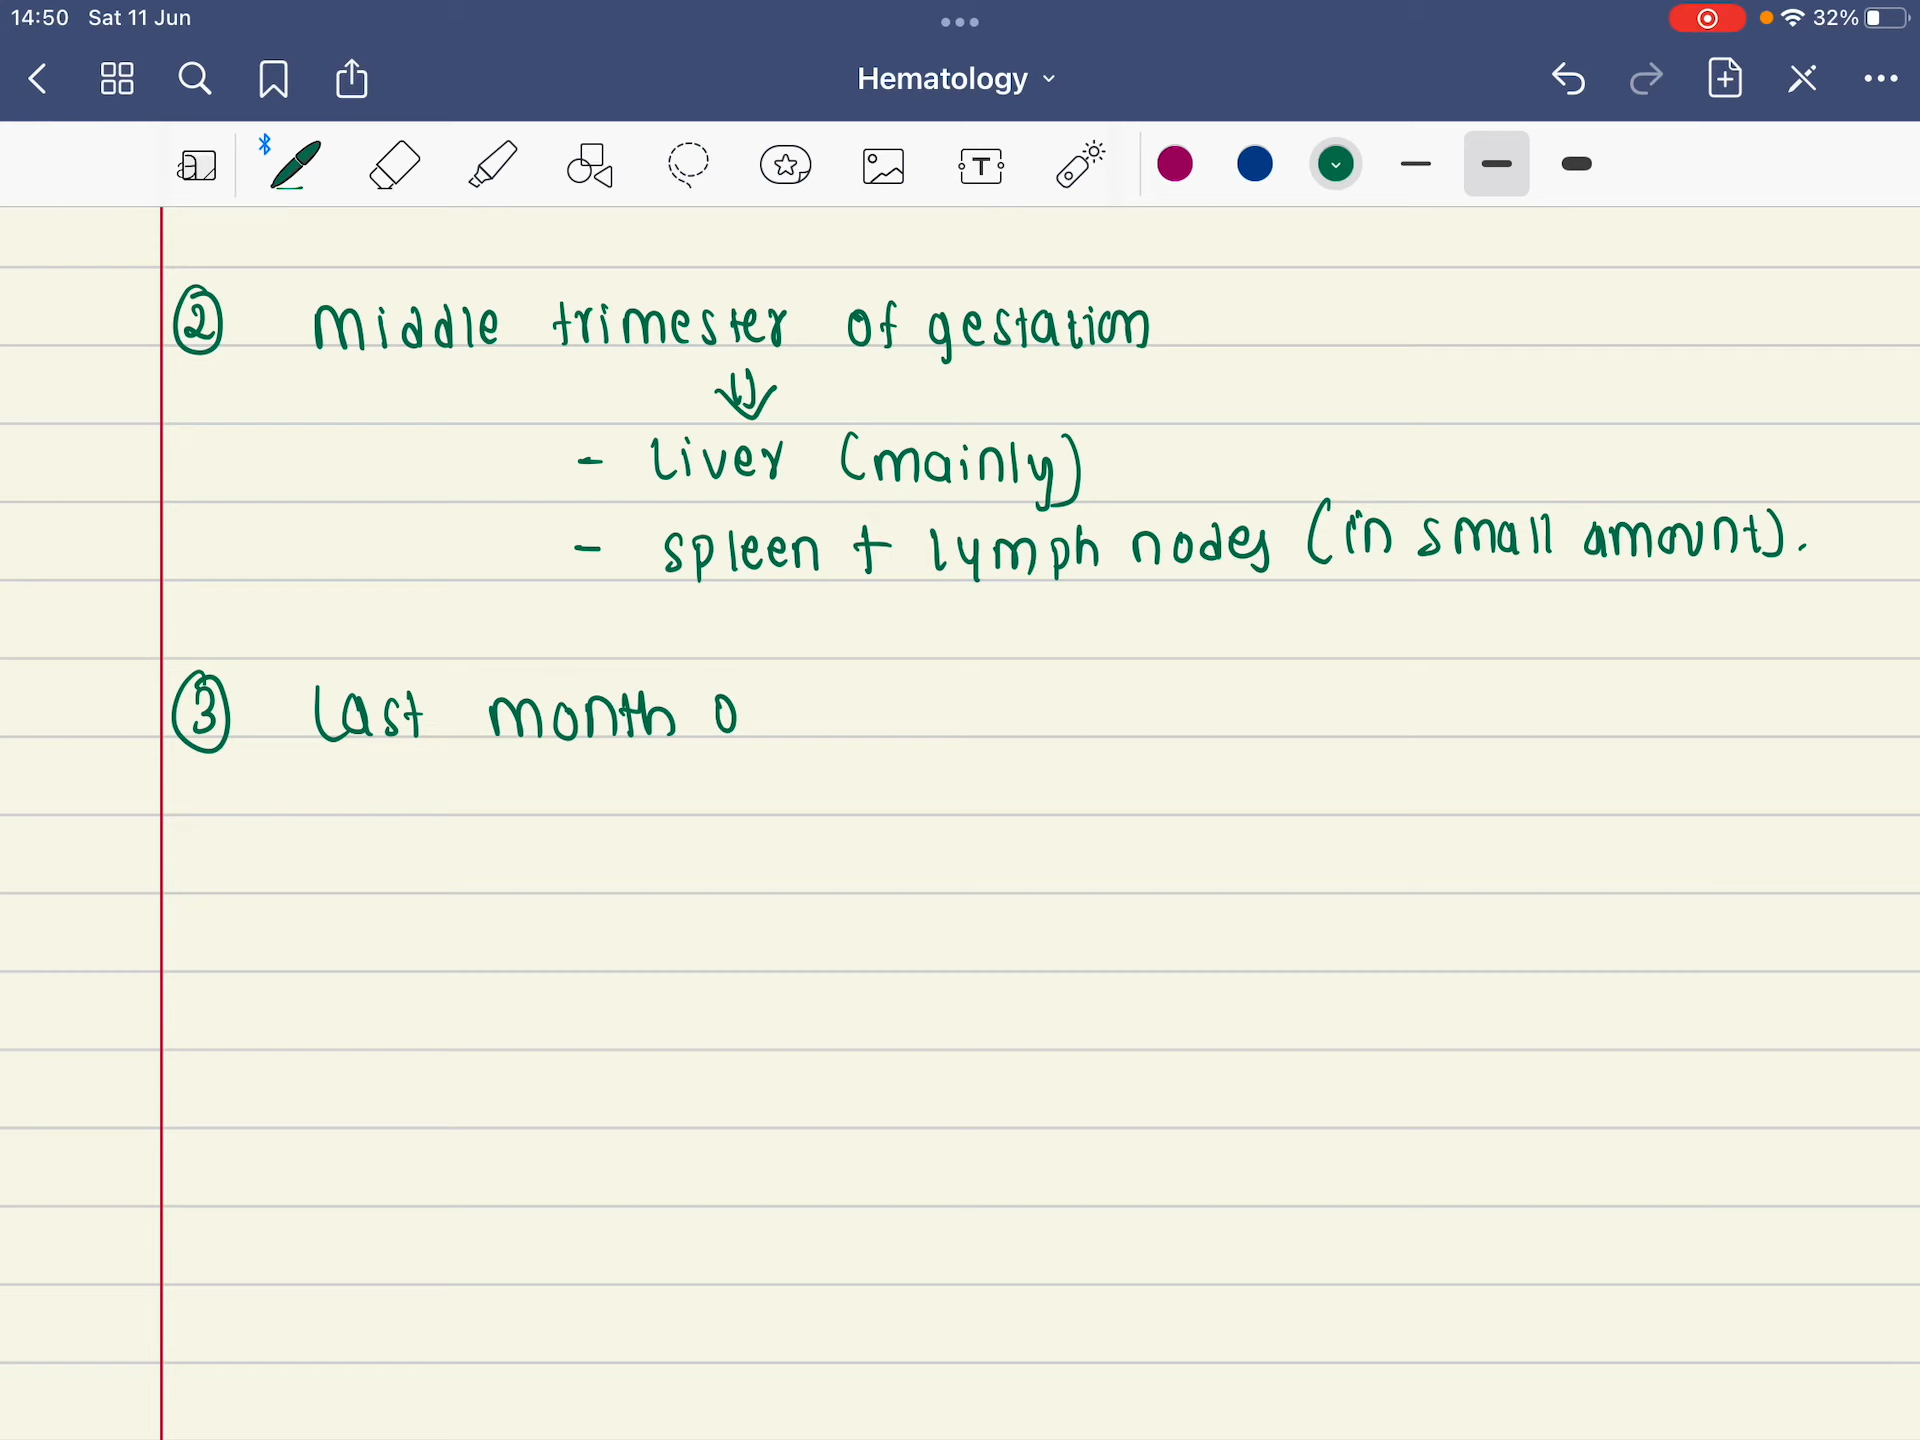 14:50 Sat 11 Jun
32%
Hematology
a
T
② Middle trimester of gestation
- Liver (mainly)
- spleen + lymph nodes (in small amount).
③ Last month o